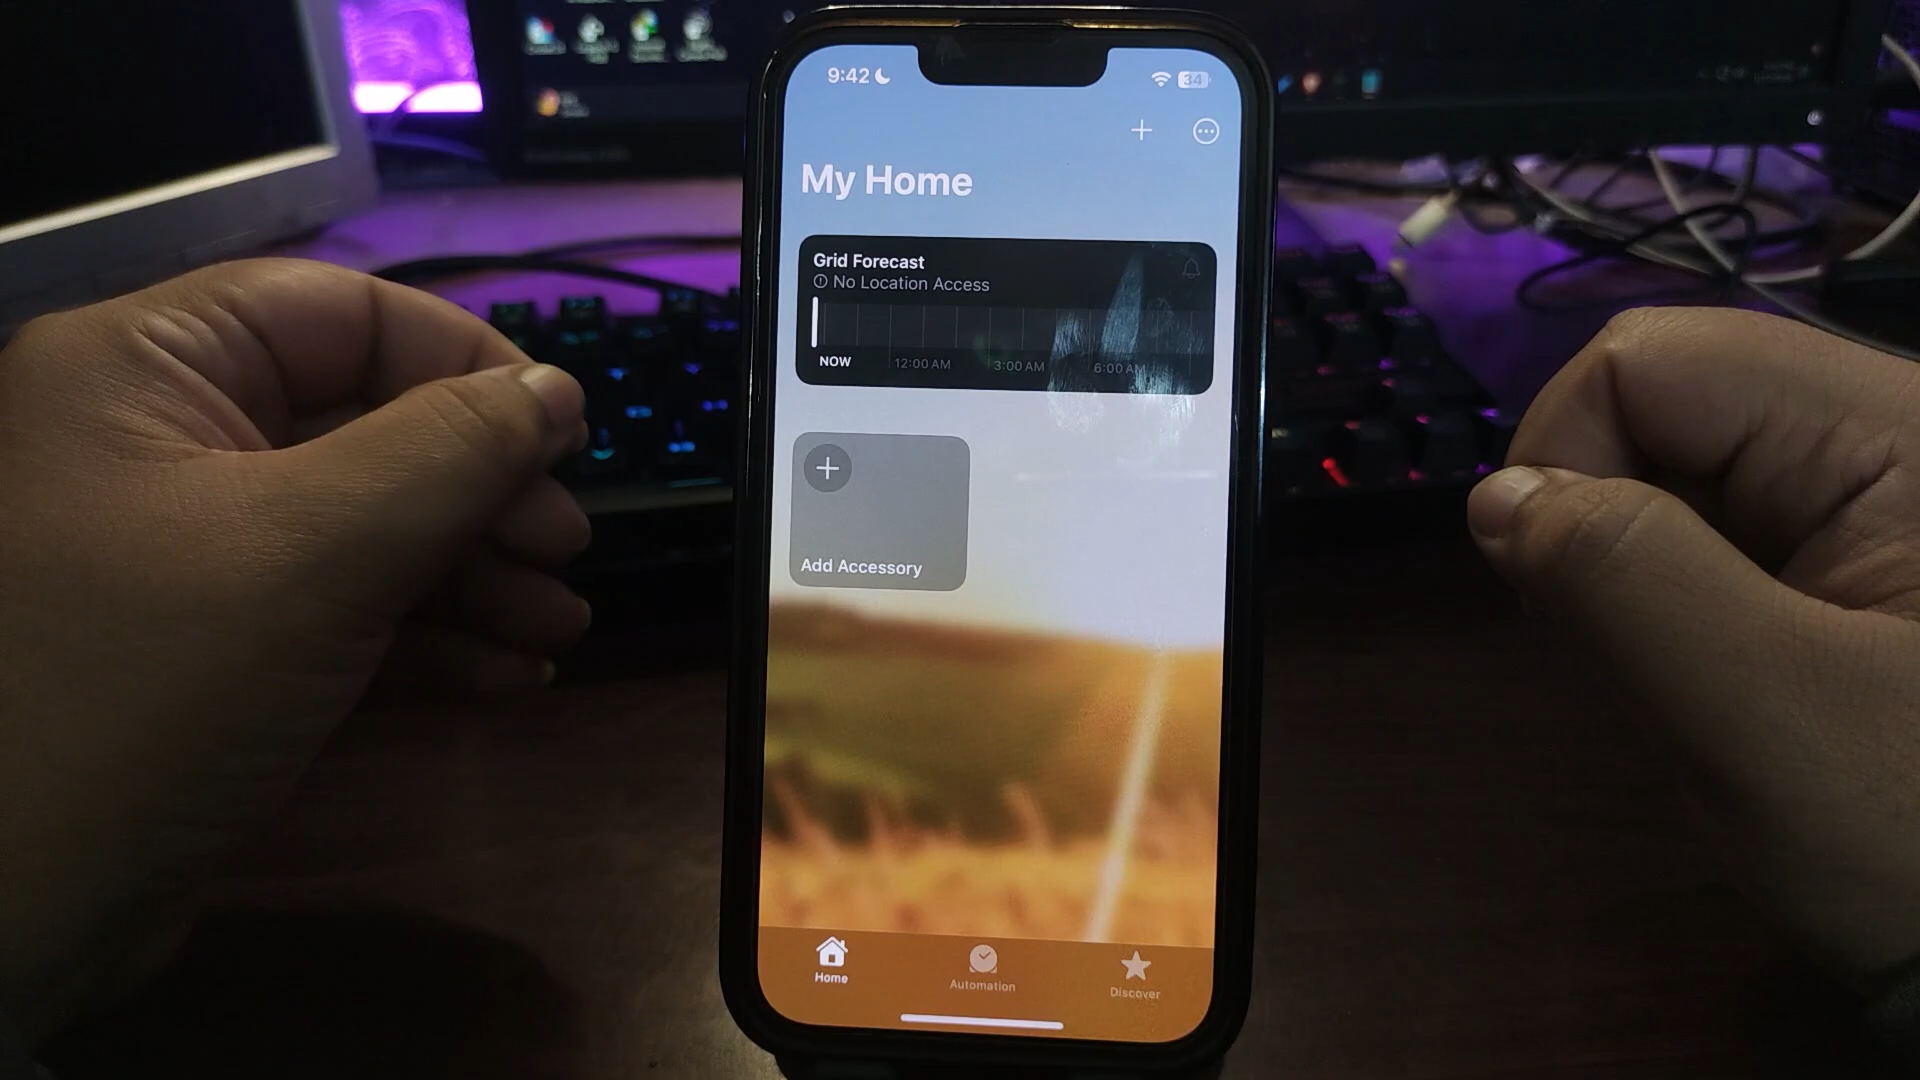 9:42
34
My Home
Grid Forecast
No Location Access
NOW 12:00 AM 3:00 AM 6:00 AM
Add Accessory
Home Automation Discover